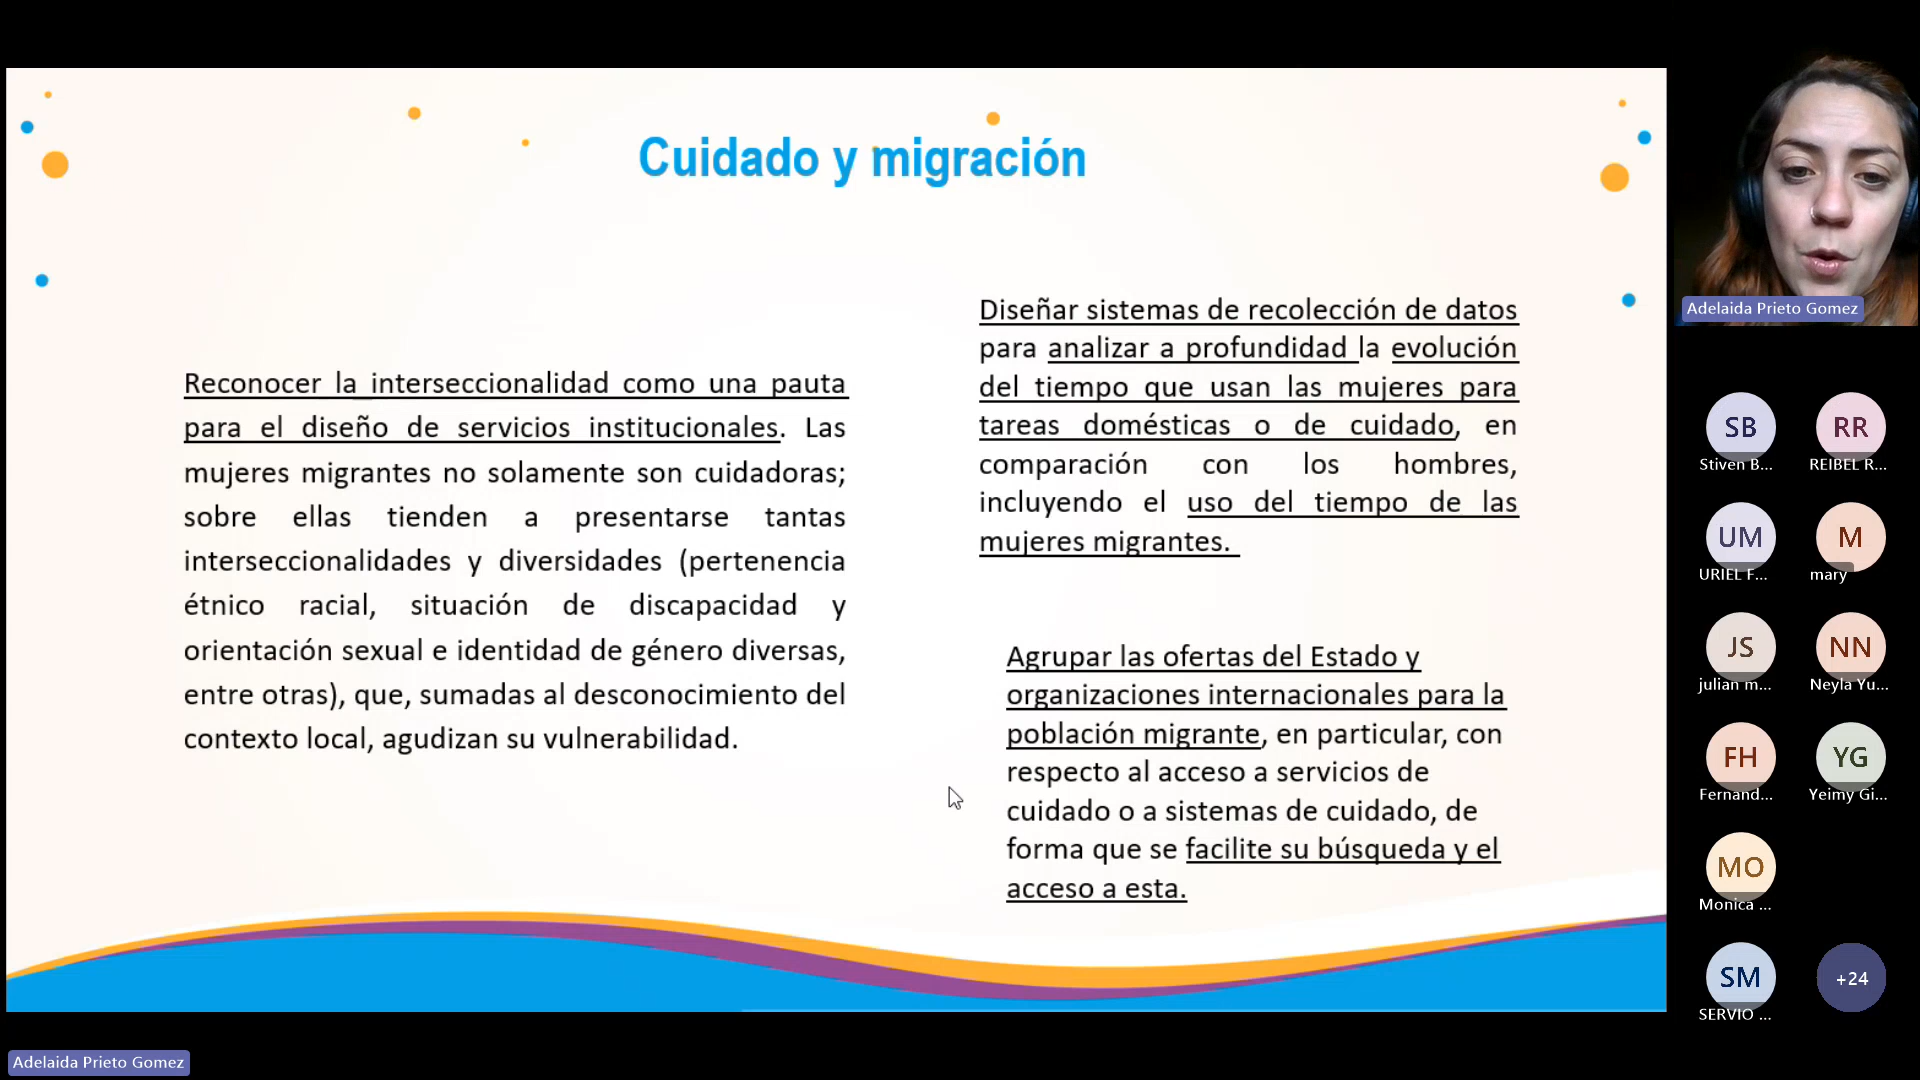 Cuidado y migración
Reconocer la interseccionalidad como una pauta
para el diseño de servicios institucionales. Las
mujeres migrantes no solamente son cuidadoras;
sobre ellas tienden a presentarse tantas
interseccionalidades y diversidades (pertenencia
étnico racial, situación de discapacidad y
orientación sexual e identidad de género diversas,
entre otras), que, sumadas al desconocimiento del
contexto local, agudizan su vulnerabilidad.
Diseñar sistemas de recolección de datos
para analizar a profundidad la evolución
del tiempo que usan las mujeres para
tareas domésticas o de cuidado, en
comparación con los hombres,
incluyendo el uso del tiempo de las
mujeres migrantes.
Agrupar las ofertas del Estado y
organizaciones internacionales para la
población migrante, en particular, con
respecto al acceso a servicios de
cuidado o a sistemas de cuidado, de
forma que se facilite su búsqueda y el
acceso a esta.
Adelaida Prieto Gomez
SB
RR
Stiven B...
REIBEL R...
UM
M
URIEL F...
mary
JS
NN
julian m...
Neyla Yu...
FH
YG
Fernand...
Yeimy Gi...
MO
Monica ...
SM
+24
SERVIO ...
Adelaida Prieto Gomez